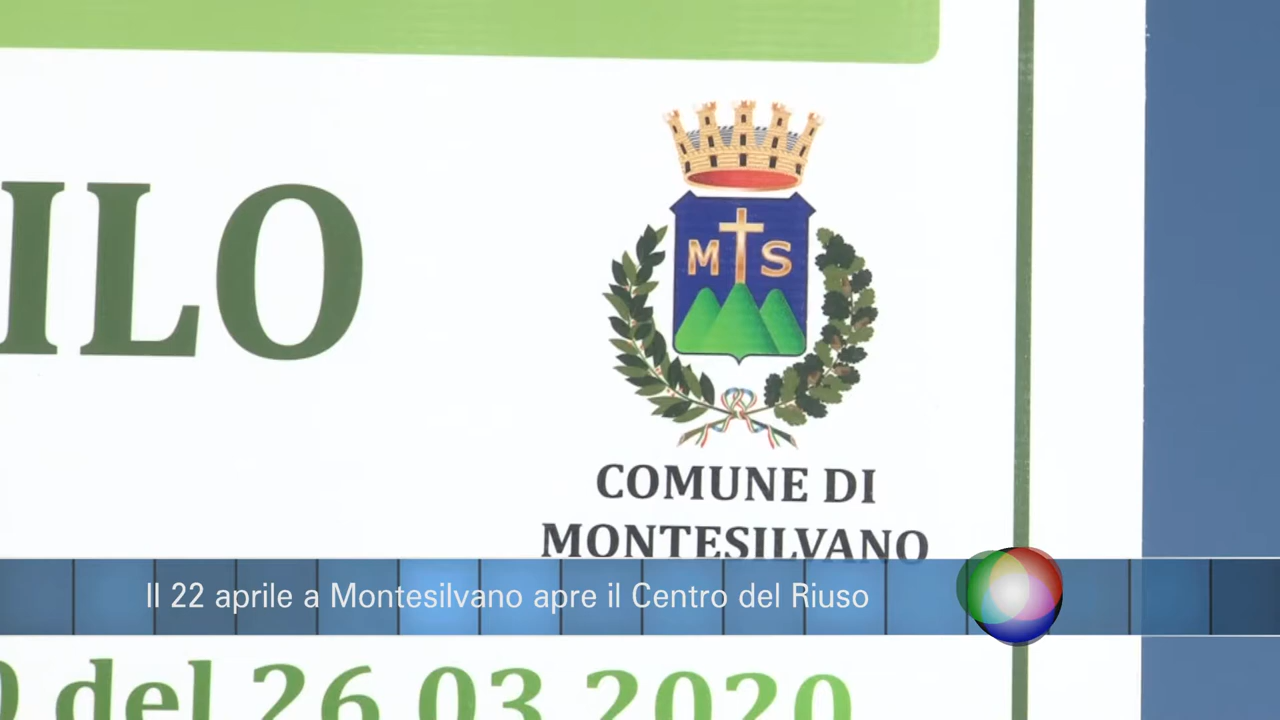 ILO
M S
COMUNE DI
MONTESILVANO
Il 22 aprile a Montesilvano apre il Centro del Riuso
del 26.03.2020